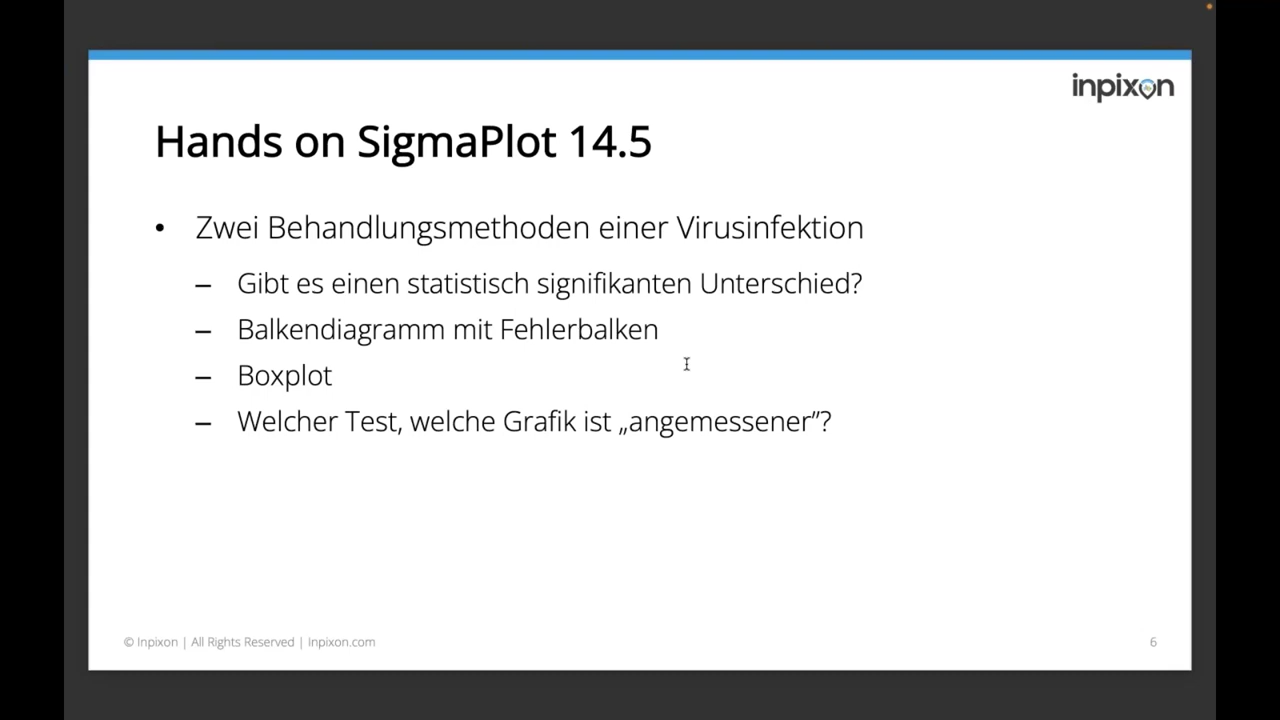 inpixon
Hands on SigmaPlot 14.5
• Zwei Behandlungsmethoden einer Virusinfektion
– Gibt es einen statistisch signifikanten Unterschied?
– Balkendiagramm mit Fehlerbalken
– Boxplot
– Welcher Test, welche Grafik ist „angemessener”?
© Inpixon | All Rights Reserved | Inpixon.com
6